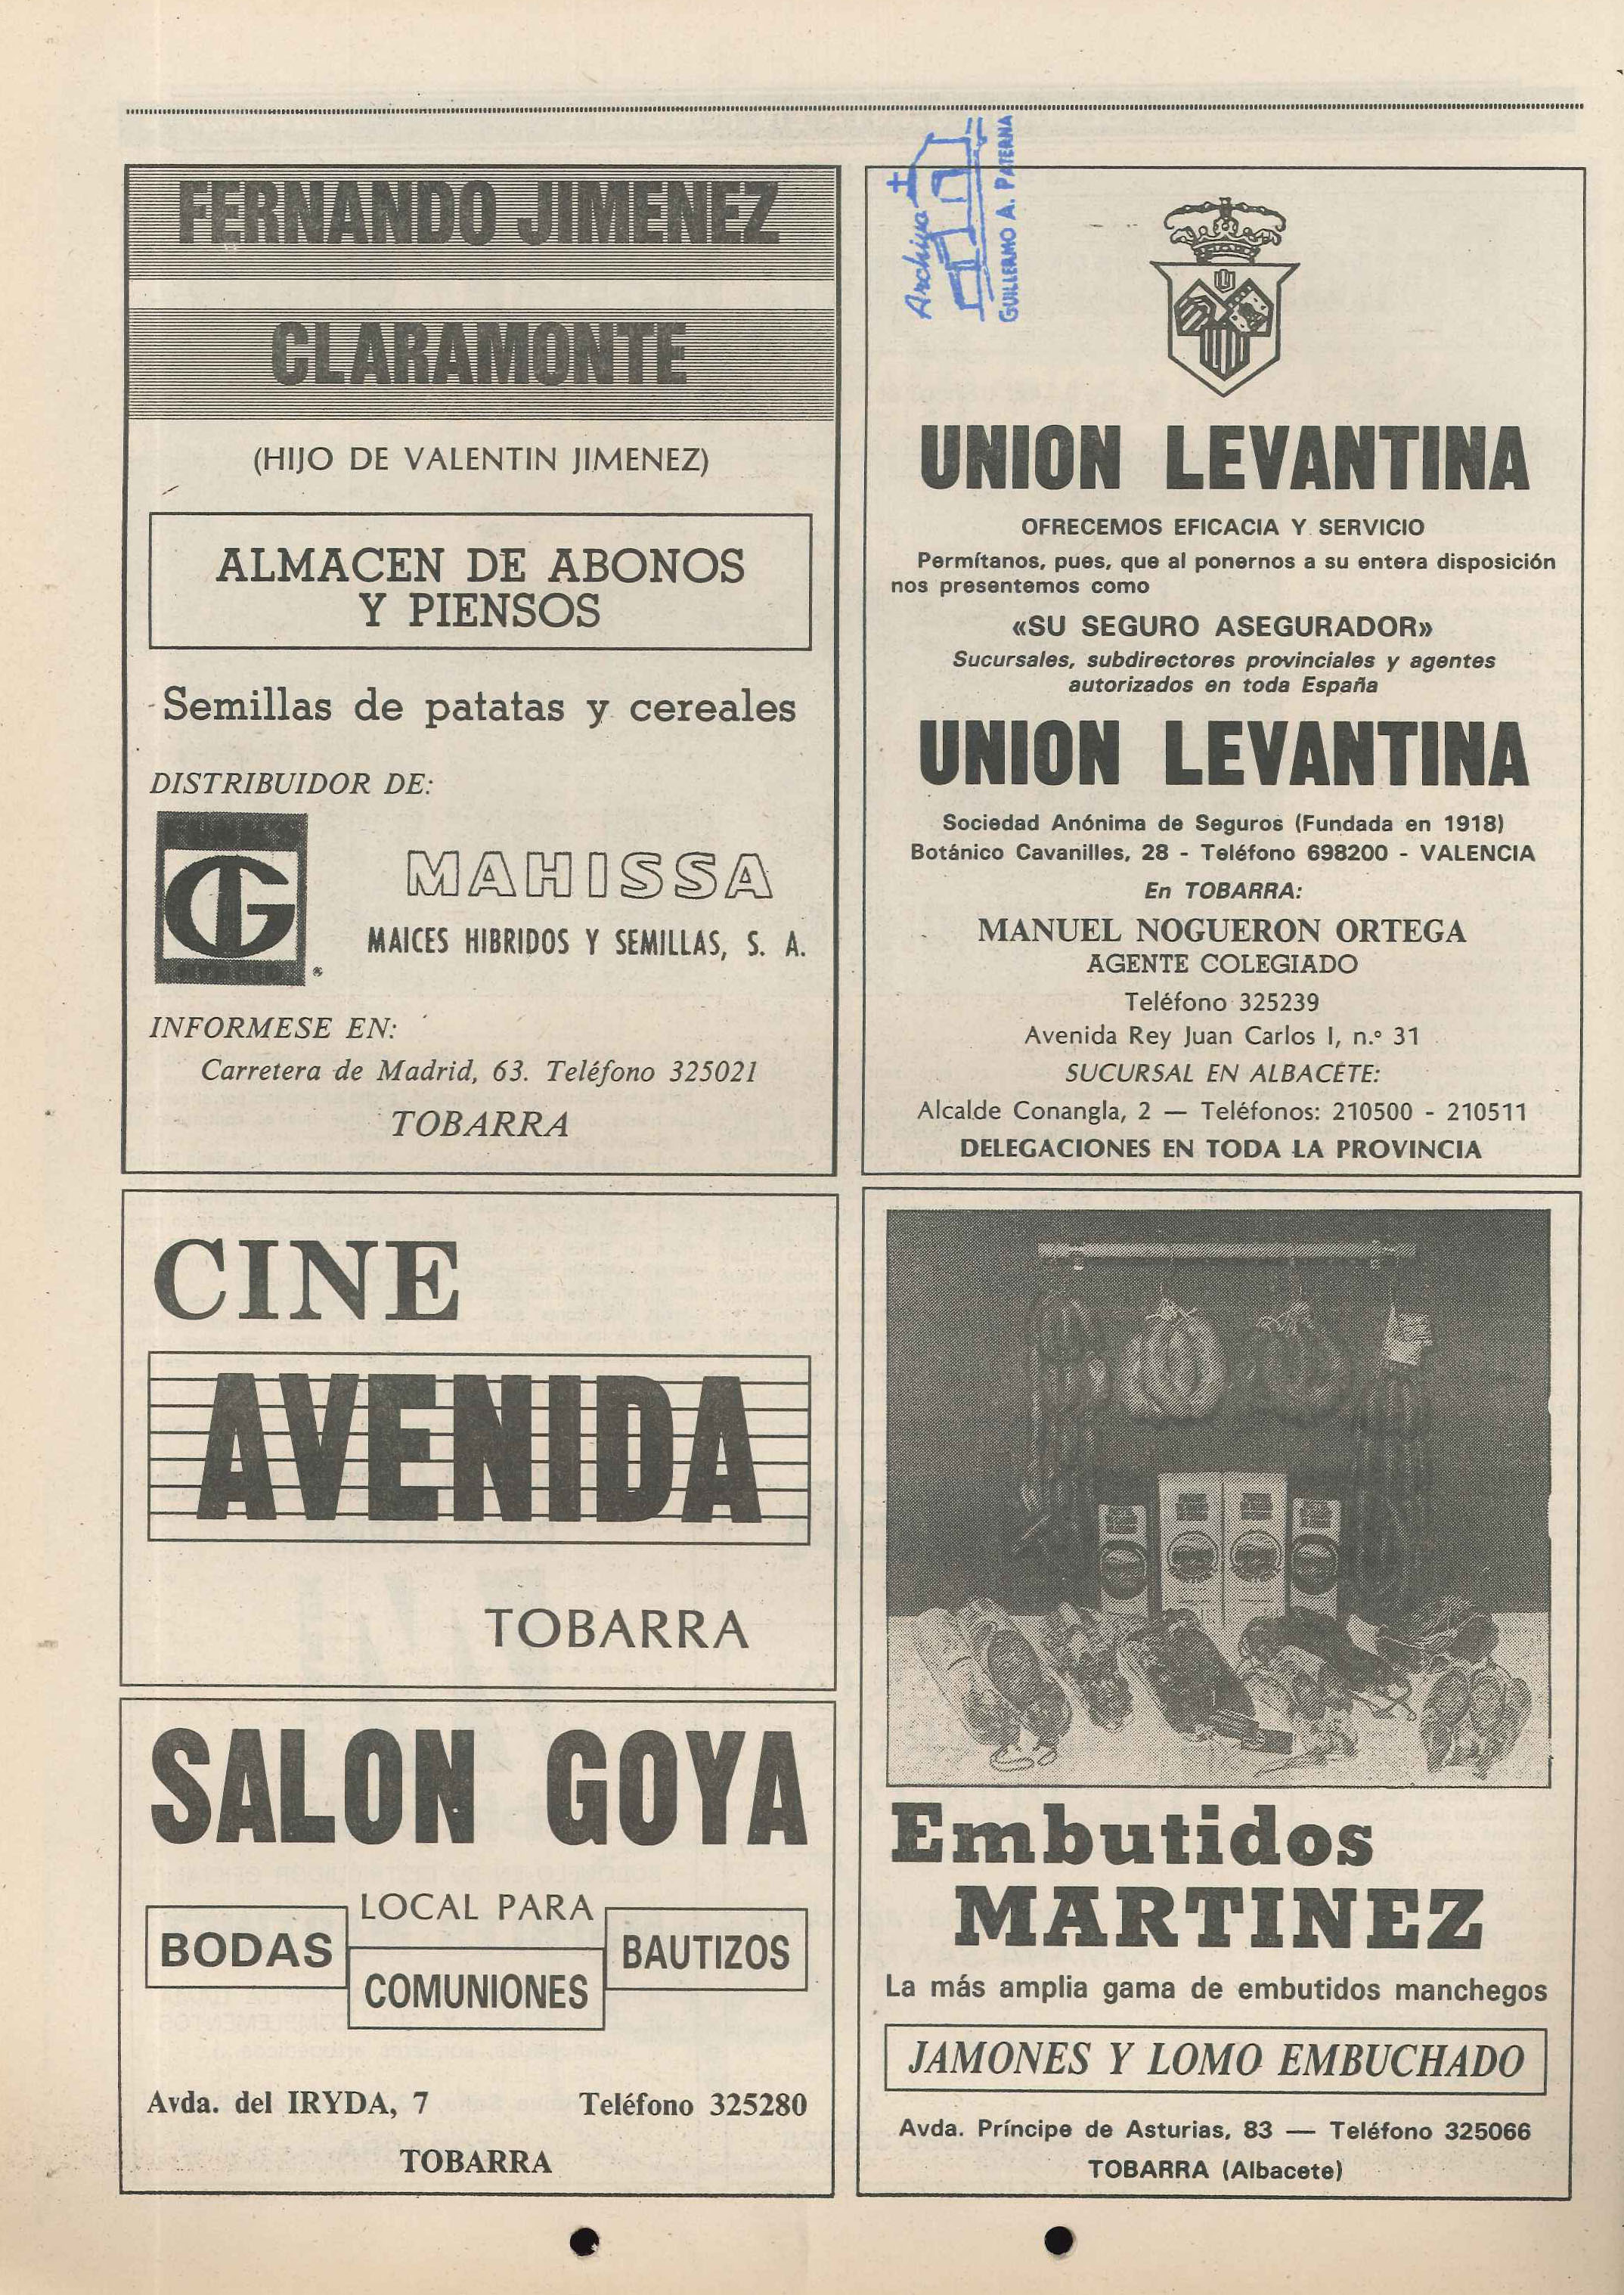 FERNANDO JIMENEZ
CLARAMONTE
(HIJO DE VALENTIN JIMENEZ)
ALMACEN DE ABONOS
Y PIENSOS
Semillas de patatas y cereales
DISTRIBUIDOR DE:
MAHISSA
MAICES HIBRIDOS Y SEMILLAS, S. A.
INFORMESE EN:
Carretera de Madrid, 63. Teléfono 325021
TOBARRA
Archivo
GUILLERMO A. PATERNA
UNION LEVANTINA
OFRECEMOS EFICACIA Y SERVICIO
Permítanos, pues, que al ponernos a su entera disposición
nos presentemos como
«SU SEGURO ASEGURADOR»
Sucursales, subdirectores provinciales y agentes
autorizados en toda España
UNION LEVANTINA
Sociedad Anónima de Seguros (Fundada en 1918)
Botánico Cavanilles, 28 - Teléfono 698200 - VALENCIA
En TOBARRA:
MANUEL NOGUERON ORTEGA
AGENTE COLEGIADO
Teléfono 325239
Avenida Rey Juan Carlos I, n.º 31
SUCURSAL EN ALBACETE:
Alcalde Conangla, 2 — Teléfonos: 210500 - 210511
DELEGACIONES EN TODA LA PROVINCIA
CINE
AVENIDA
TOBARRA
SALON GOYA
LOCAL PARA
BODAS
COMUNIONES
BAUTIZOS
Avda. del IRYDA, 7 Teléfono 325280
TOBARRA
Embutidos
MARTINEZ
La más amplia gama de embutidos manchegos
JAMONES Y LOMO EMBUCHADO
Avda. Príncipe de Asturias, 83 — Teléfono 325066
TOBARRA (Albacete)